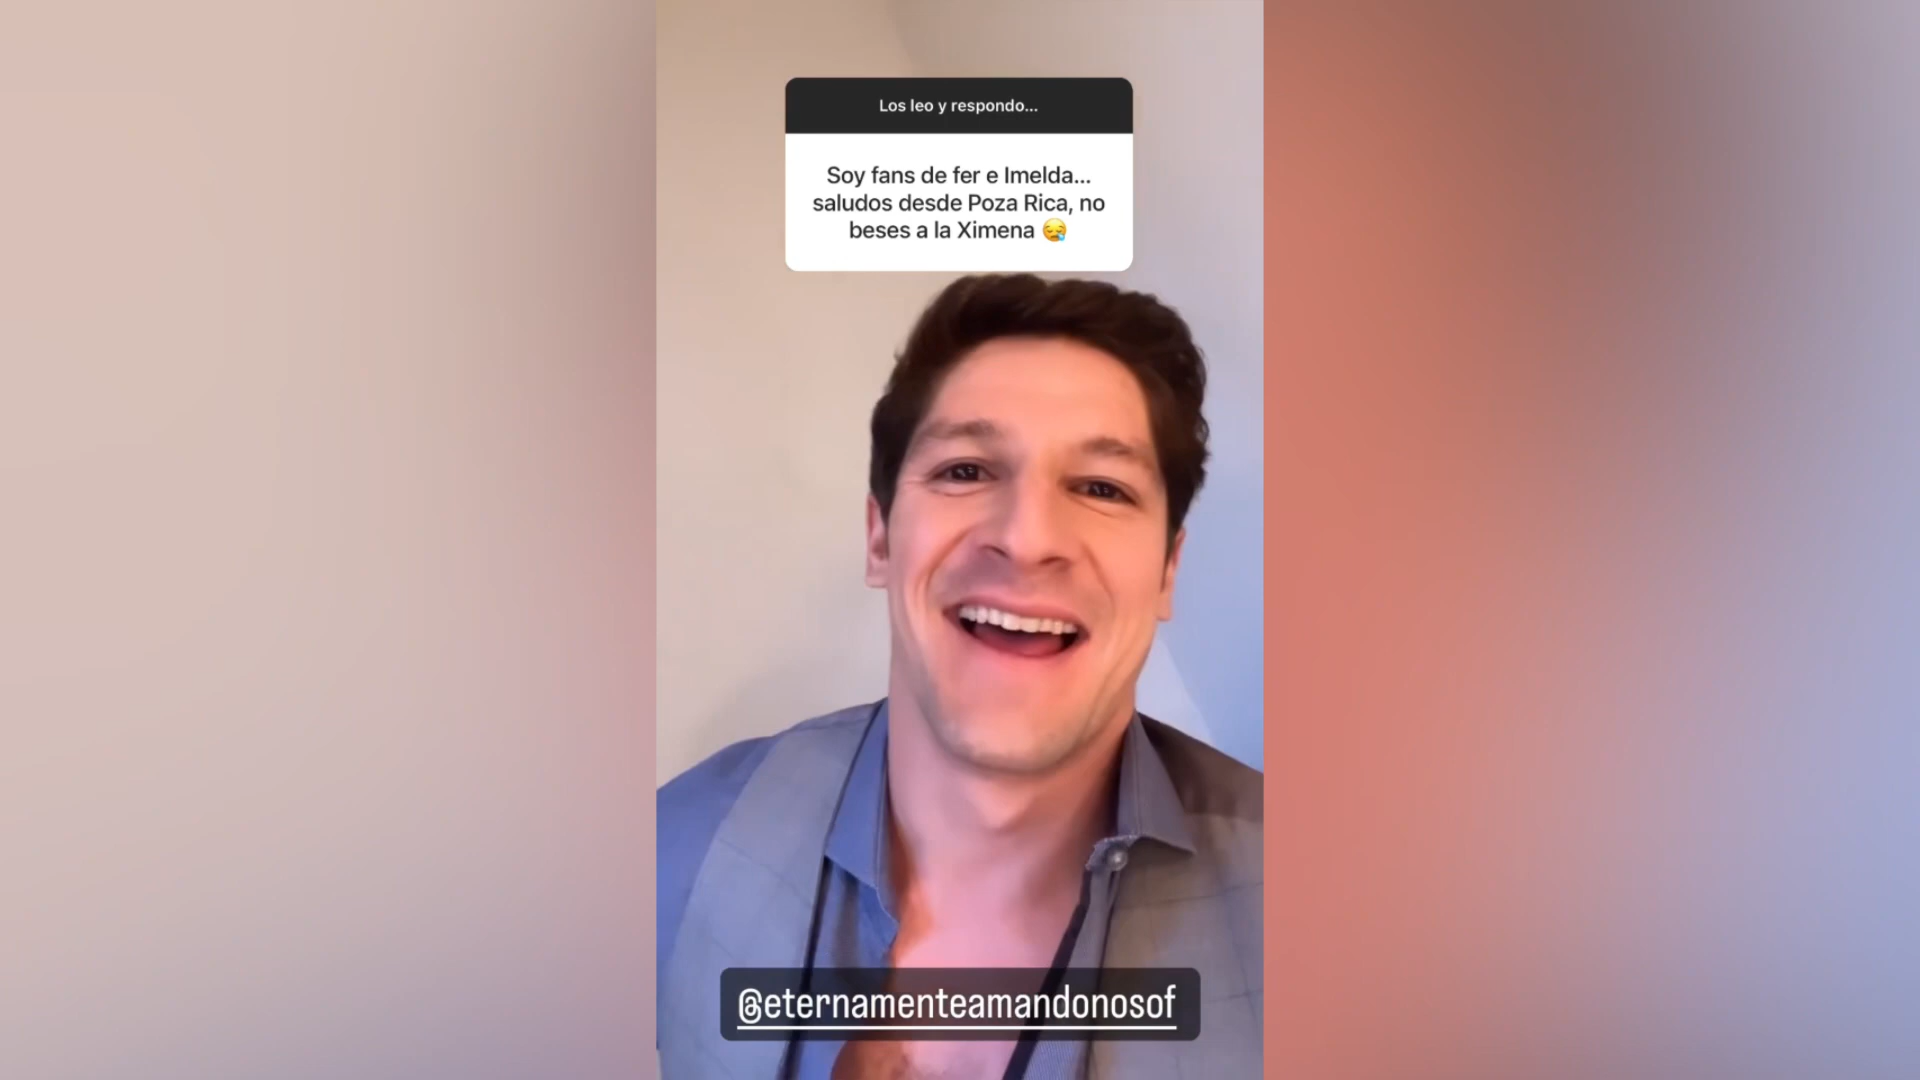 Los leo y respondo...
Soy fans de fer e Imelda...
saludos desde Poza Rica, no
beses a la Ximena 😪
@eternamenteamandonosof